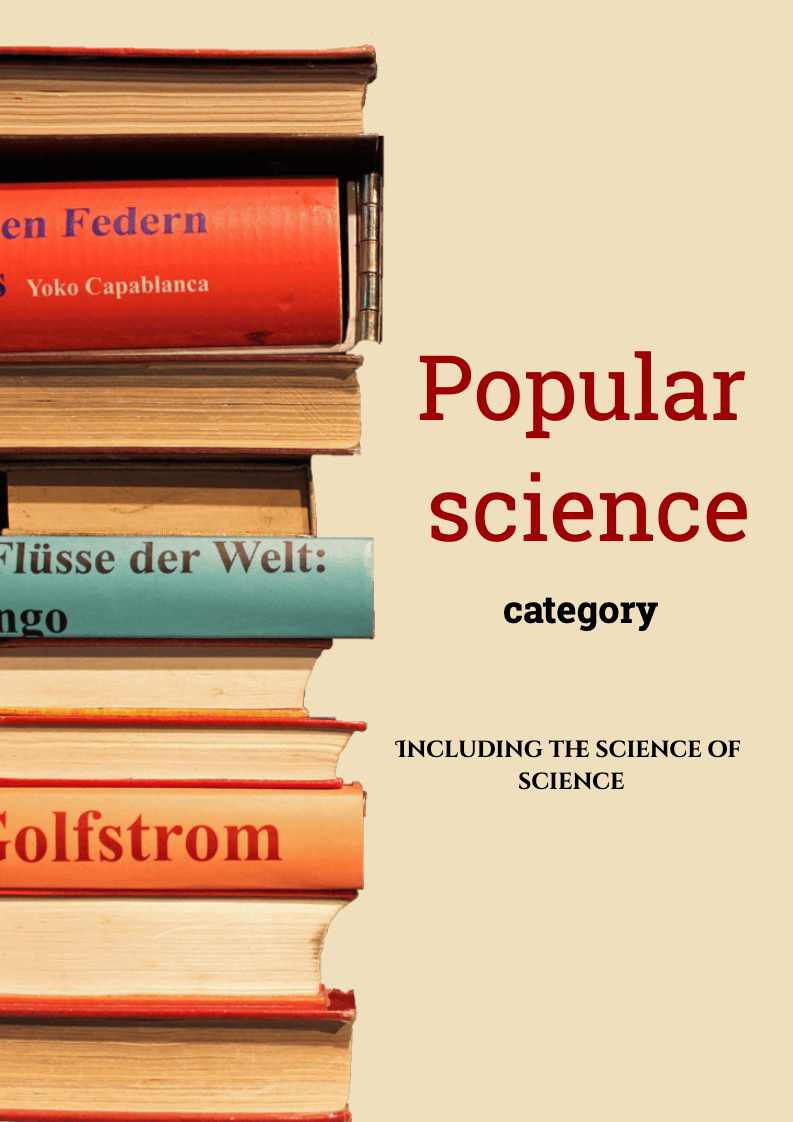 en Federn
s Yoko Capablanca
Popular
science
category
Flüsse der Welt:
ngo
INCLUDING THE SCIENCE OF
SCIENCE
Golfstrom